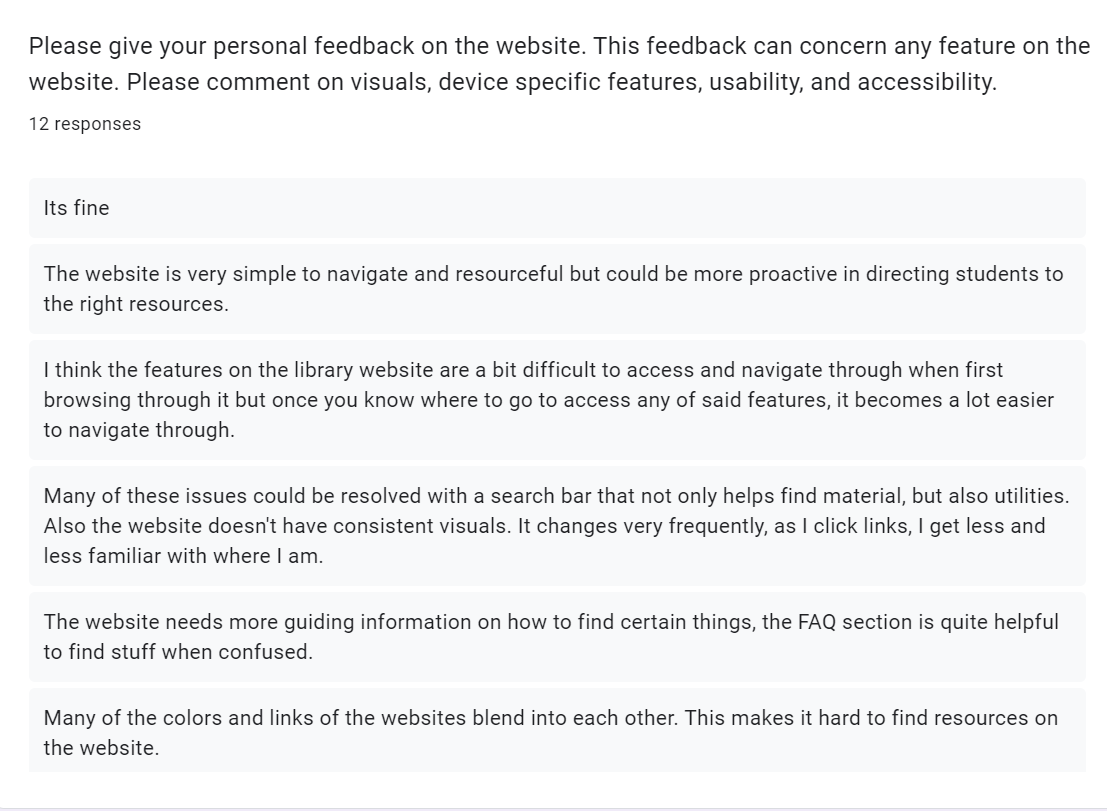 Please give your personal feedback on the website. This feedback can concern any feature on the
website. Please comment on visuals, device specific features, usability, and accessibility.
12 responses
Its fine
The website is very simple to navigate and resourceful but could be more proactive in directing students to
the right resources.
I think the features on the library website are a bit difficult to access and navigate through when first
browsing through it but once you know where to go to access any of said features, it becomes a lot easier
to navigate through.
Many of these issues could be resolved with a search bar that not only helps find material, but also utilities.
Also the website doesn't have consistent visuals. It changes very frequently, as I click links, I get less and
less familiar with where I am.
The website needs more guiding information on how to find certain things, the FAQ section is quite helpful
to find stuff when confused.
Many of the colors and links of the websites blend into each other. This makes it hard to find resources on
the website.